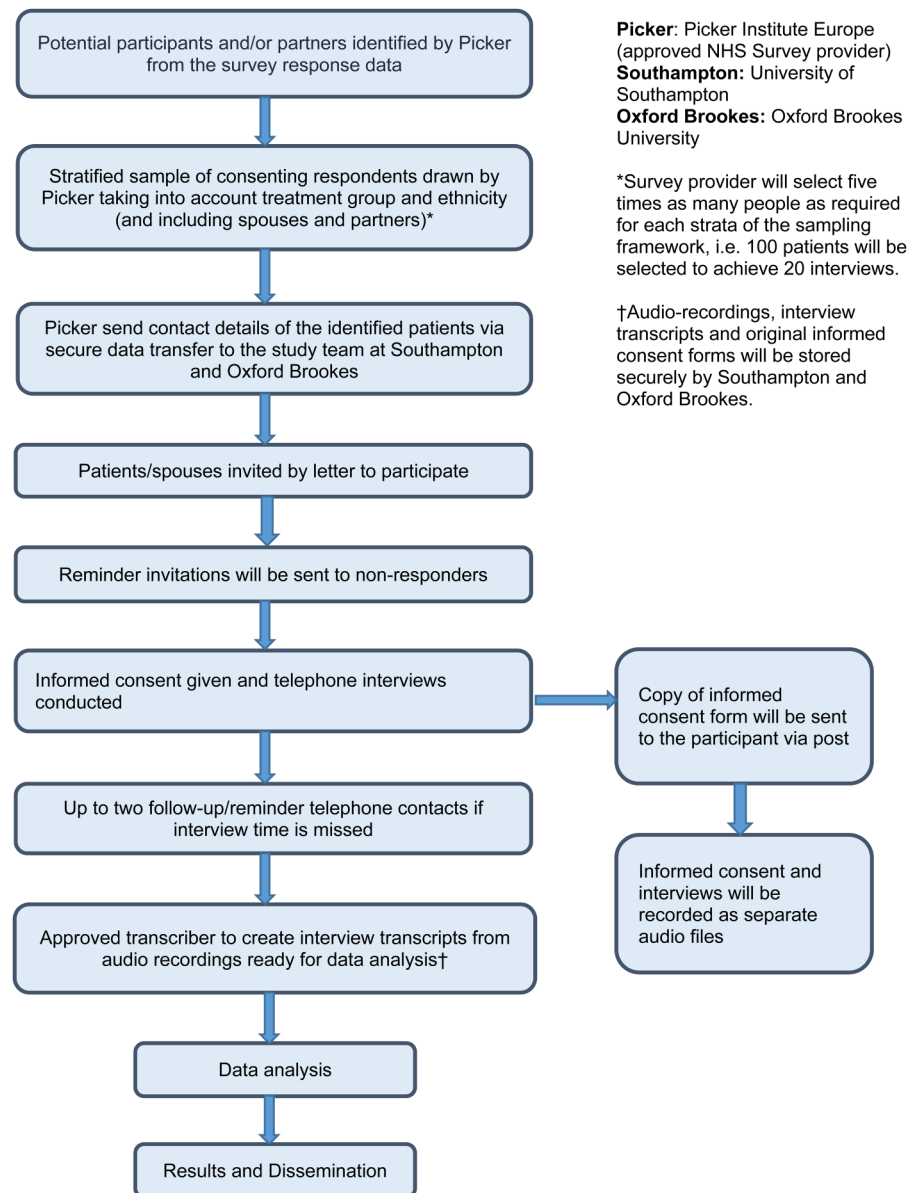 Potential participants and/or partners identified by Picker
from the survey response data
Stratified sample of consenting respondents drawn by
Picker taking into account treatment group and ethnicity
(and including spouses and partners)*
Picker send contact details of the identified patients via
secure data transfer to the study team at Southampton
and Oxford Brookes
Patients/spouses invited by letter to participate
Reminder invitations will be sent to non-responders
Informed consent given and telephone interviews
conducted
Up to two follow-up/reminder telephone contacts if
interview time is missed
Approved transcriber to create interview transcripts from
audio recordings ready for data analysis†
Data analysis
Results and Dissemination
Copy of informed
consent form will be sent
to the participant via post
Informed consent and
interviews will be
recorded as separate
audio files
Picker: Picker Institute Europe
(approved NHS Survey provider)
Southampton: University of
Southampton
Oxford Brookes: Oxford Brookes
University
*Survey provider will select five
times as many people as required
for each strata of the sampling
framework, i.e. 100 patients will be
selected to achieve 20 interviews.
†Audio-recordings, interview
transcripts and original informed
consent forms will be stored
securely by Southampton and
Oxford Brookes.